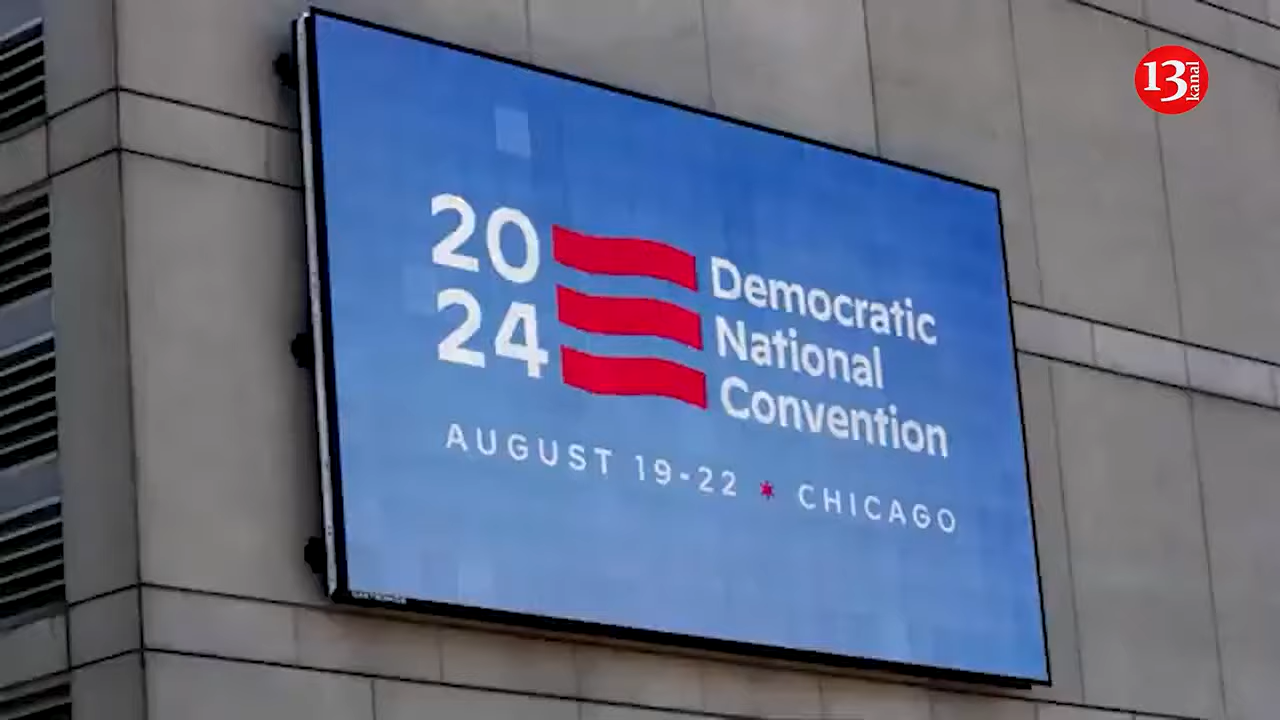 13 kanal
20
24
Democratic
National
Convention
AUGUST 19-22 * CHICAGO